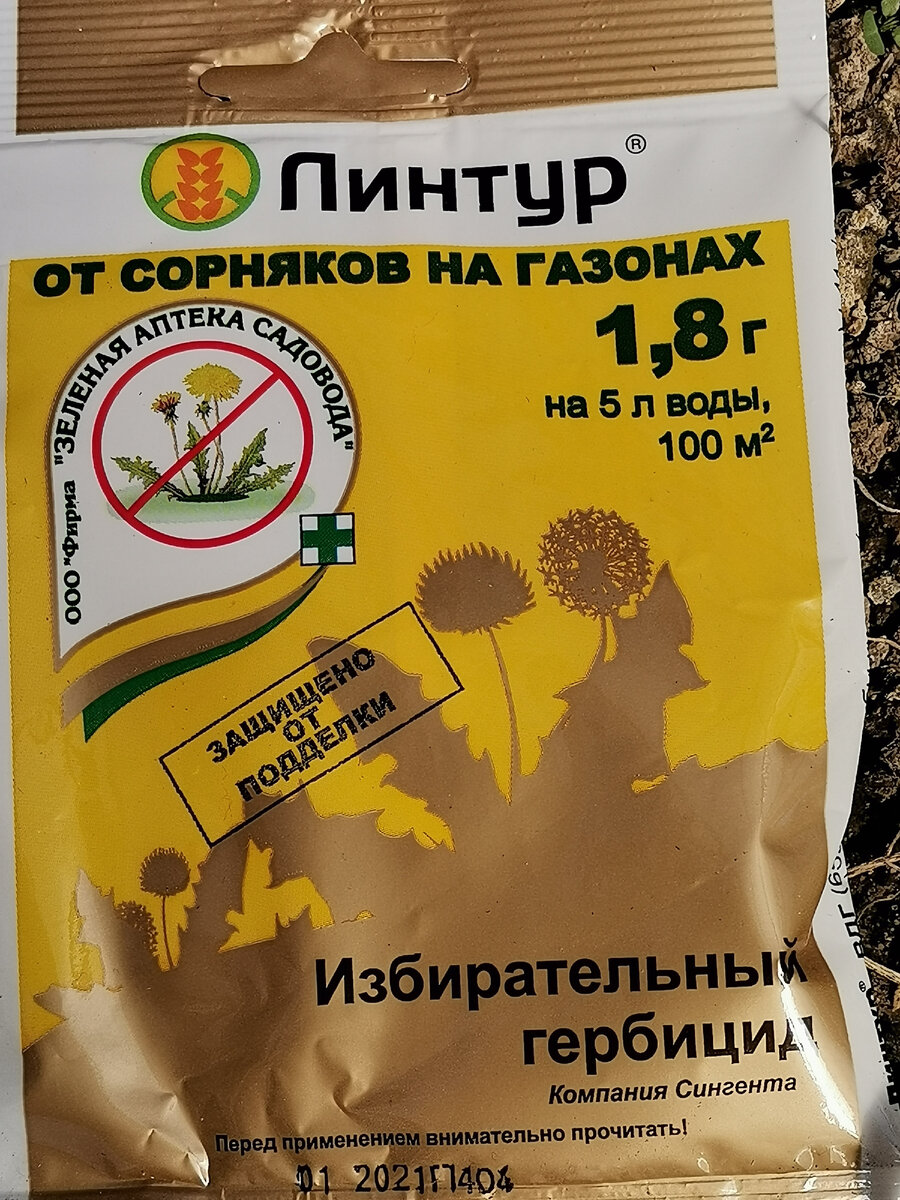 Линтур®
ОТ СОРНЯКОВ НА ГАЗОНАХ
1,8 г
на 5 л воды,
100 м²
ООО "Фирма "ЗЕЛЕНАЯ АПТЕКА САДОВОДА"
ЗАЩИЩЕНО
ОТ
ПОДДЕЛКИ
Избирательный
гербицид
Компания Сингента
Перед применением внимательно прочитать!
01 2021П404